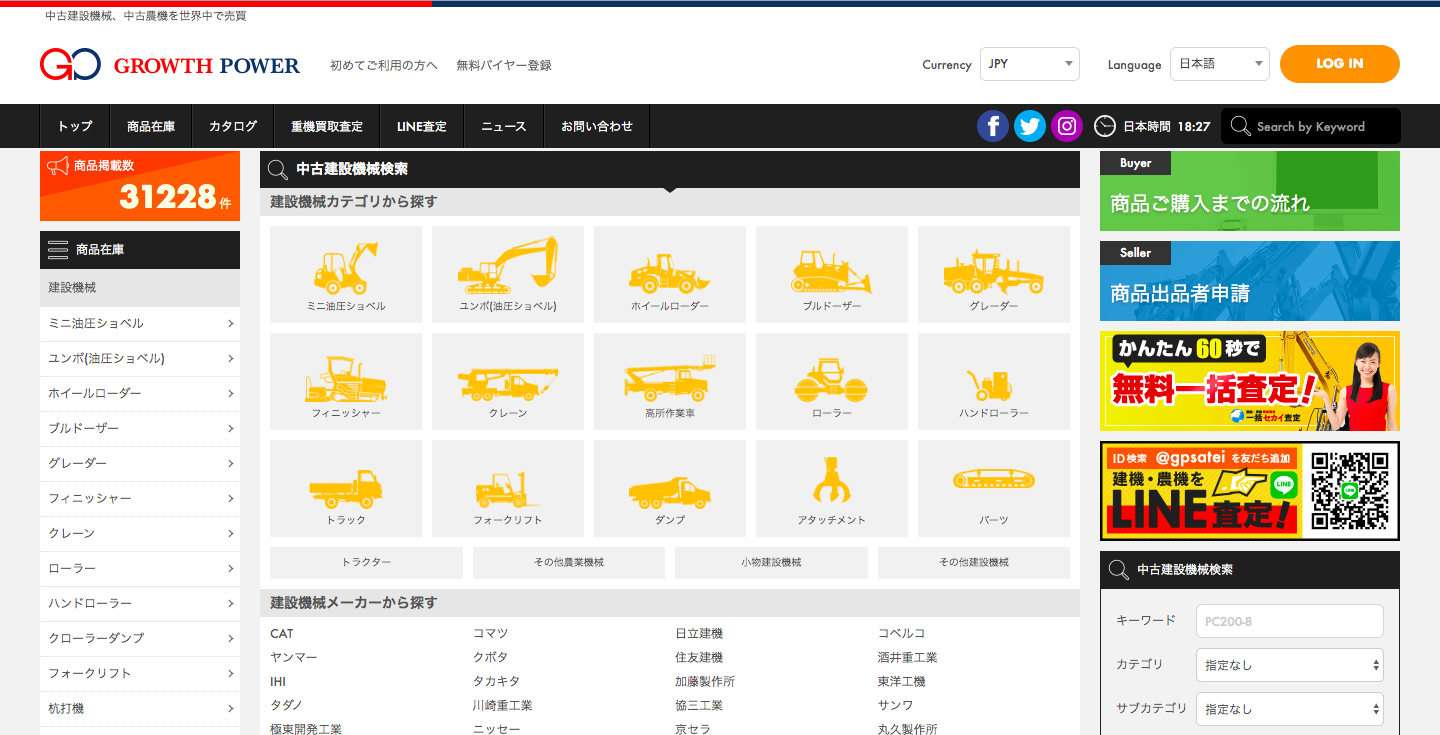 中古建設機械、中古農機を世界中で売買
GROWTH POWER
初めてご利用の方へ 無料バイヤー登録
Currency JPY
Language 日本語
LOG IN
トップ 商品在庫 カタログ 重機買取査定 LINE査定 ニュース お問い合わせ
日本時間 18:27
Search by Keyword
商品掲載数
31228件
商品在庫
建設機械
ミニ油圧ショベル
ユンボ(油圧ショベル)
ホイールローダー
ブルドーザー
グレーダー
フィニッシャー
クレーン
ローラー
ハンドローラー
クローラーダンプ
フォークリフト
杭打機
中古建設機械検索
建設機械カテゴリから探す
ミニ油圧ショベル ユンボ(油圧ショベル) ホイールローダー ブルドーザー グレーダー
フィニッシャー クレーン 高所作業車 ローラー ハンドローラー
トラック フォークリフト ダンプ アタッチメント パーツ
トラクター その他農業機械 小物建設機械 その他建設機械
建設機械メーカーから探す
CAT コマツ 日立建機 コベルコ
ヤンマー クボタ 住友建機 酒井重工業
IHI タカキタ 加藤製作所 東洋工機
タダノ 川崎重工業 協三工業 サンワ
極東開発工業 ニッセー 京セラ 丸久製作所
Buyer
商品ご購入までの流れ
Seller
商品出品者申請
かんたん60秒で
無料一括査定!
一括セカイ査定
ID検索 @gpsatei を友だち追加
建機・農機を
LINE
LINE査定!
LINE
中古建設機械検索
キーワード PC200-8
カテゴリ 指定なし
サブカテゴリ 指定なし